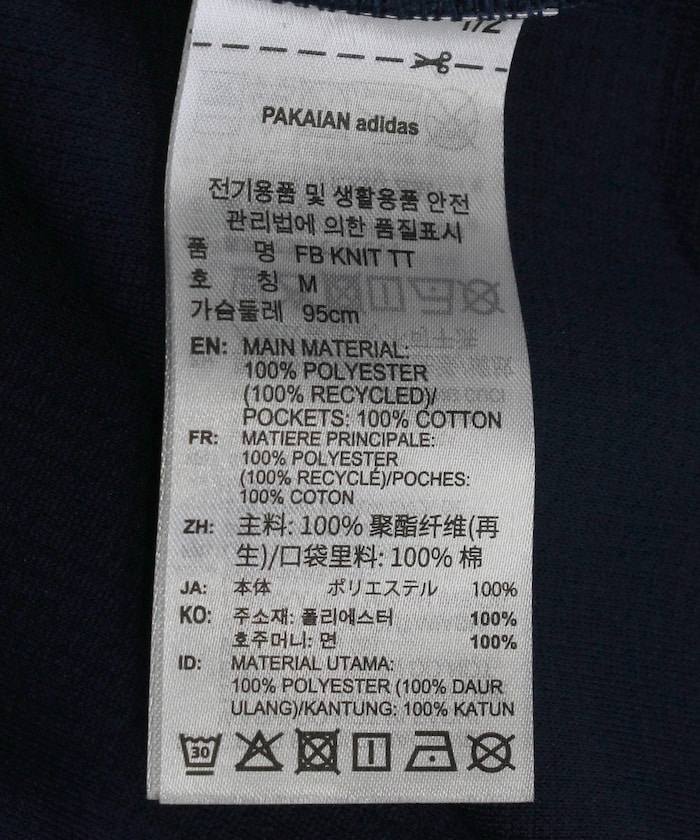 1/2
PAKAIAN adidas
전기용품 및 생활용품 안전
관리법에 의한 품질표시
품 명 FB KNIT TT
호 칭 M
가슴둘레 95cm
EN: MAIN MATERIAL:
100% POLYESTER
(100% RECYCLED)/
POCKETS: 100% COTTON
FR: MATIERE PRINCIPALE:
100% POLYESTER
(100% RECYCLÉ)/POCHES:
100% COTON
ZH: 主料: 100% 聚酯纤维(再
生)/口袋里料: 100% 棉
JA: 本体 ポリエステル 100%
KO: 주소재: 폴리에스터 100%
호주머니: 면 100%
ID: MATERIAL UTAMA:
100% POLYESTER (100% DAUR
ULANG)/KANTUNG: 100% KATUN
30